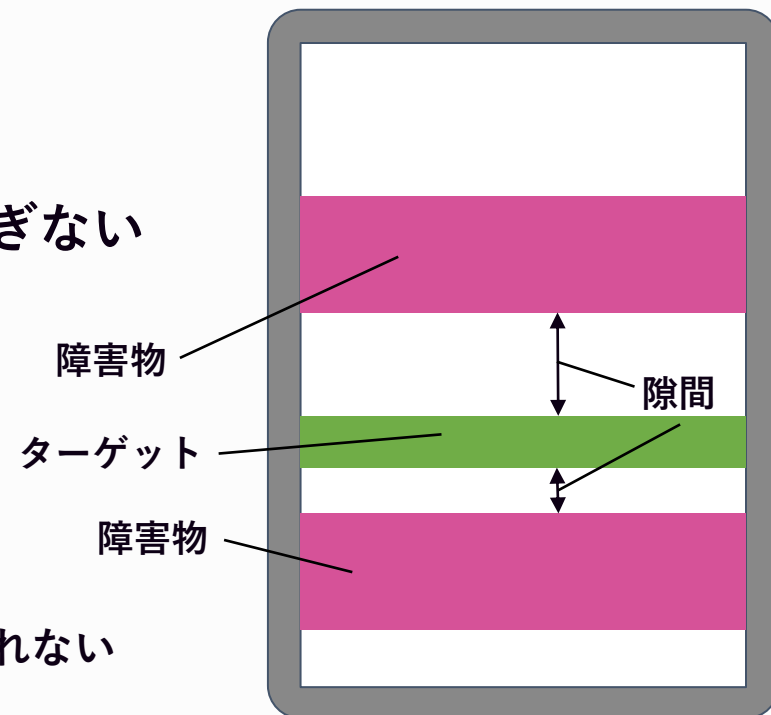 ぎない
障害物
隙間
ターゲット
障害物
れない